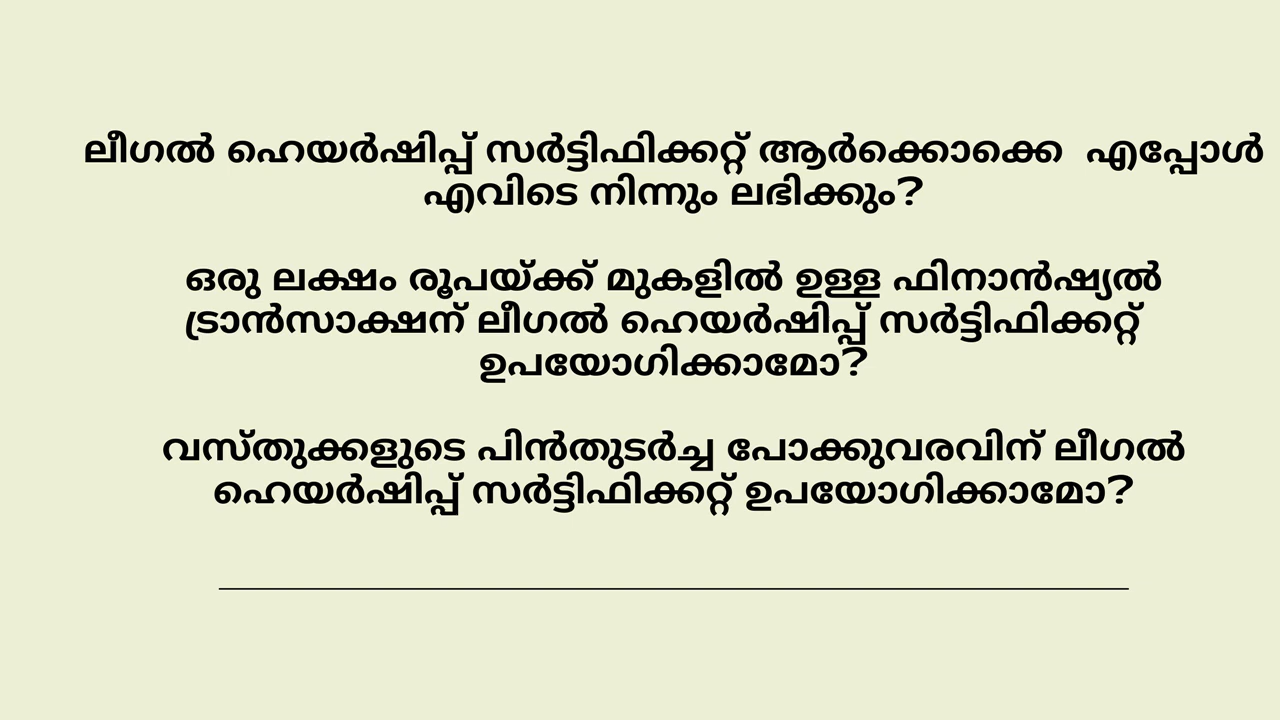 ലീഗൽ ഹെയർഷിപ്പ് സർട്ടിഫിക്കറ്റ് ആർക്കൊക്കെ എപ്പോൾ
എവിടെ നിന്നും ലഭിക്കും?
ഒരു ലക്ഷം രൂപയ്ക്ക് മുകളിൽ ഉള്ള ഫിനാൻഷ്യൽ
ട്രാൻസാക്ഷന് ലീഗൽ ഹെയർഷിപ്പ് സർട്ടിഫിക്കറ്റ്
ഉപയോഗിക്കാമോ?
വസ്തുക്കളുടെ പിൻതുടർച്ച പോക്കുവരവിന് ലീഗൽ
ഹെയർഷിപ്പ് സർട്ടിഫിക്കറ്റ് ഉപയോഗിക്കാമോ?